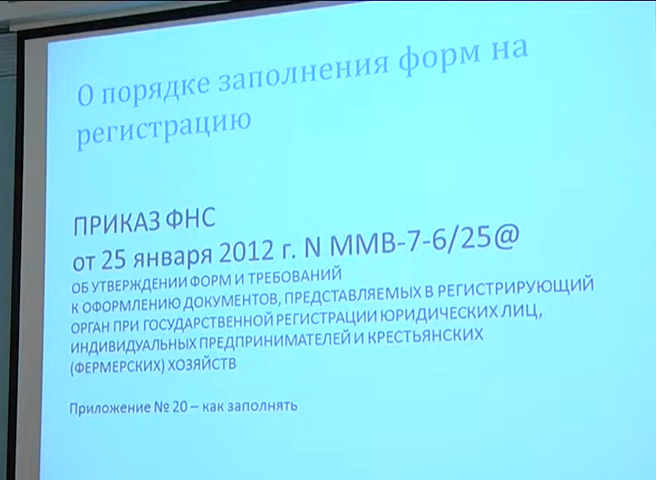 О порядке заполнения форм на
регистрацию
ПРИКАЗ ФНС
от 25 января 2012 г. N ММВ-7-6/25@
ОБ УТВЕРЖДЕНИИ ФОРМ И ТРЕБОВАНИЙ
К ОФОРМЛЕНИЮ ДОКУМЕНТОВ, ПРЕДСТАВЛЯЕМЫХ В РЕГИСТРИРУЮЩИЙ
ОРГАН ПРИ ГОСУДАРСТВЕННОЙ РЕГИСТРАЦИИ ЮРИДИЧЕСКИХ ЛИЦ,
ИНДИВИДУАЛЬНЫХ ПРЕДПРИНИМАТЕЛЕЙ И КРЕСТЬЯНСКИХ
(ФЕРМЕРСКИХ) ХОЗЯЙСТВ
Приложение № 20 – как заполнять